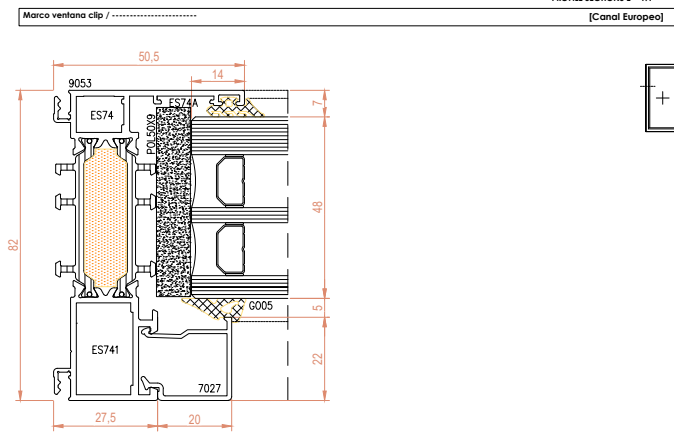 Marco ventana clip / ------------------------ [Canal Europeo]
50,5
14
9053
ES74A
7
ES74
POL50X9
82
48
G005
5
ES741
22
7027
27,5
20